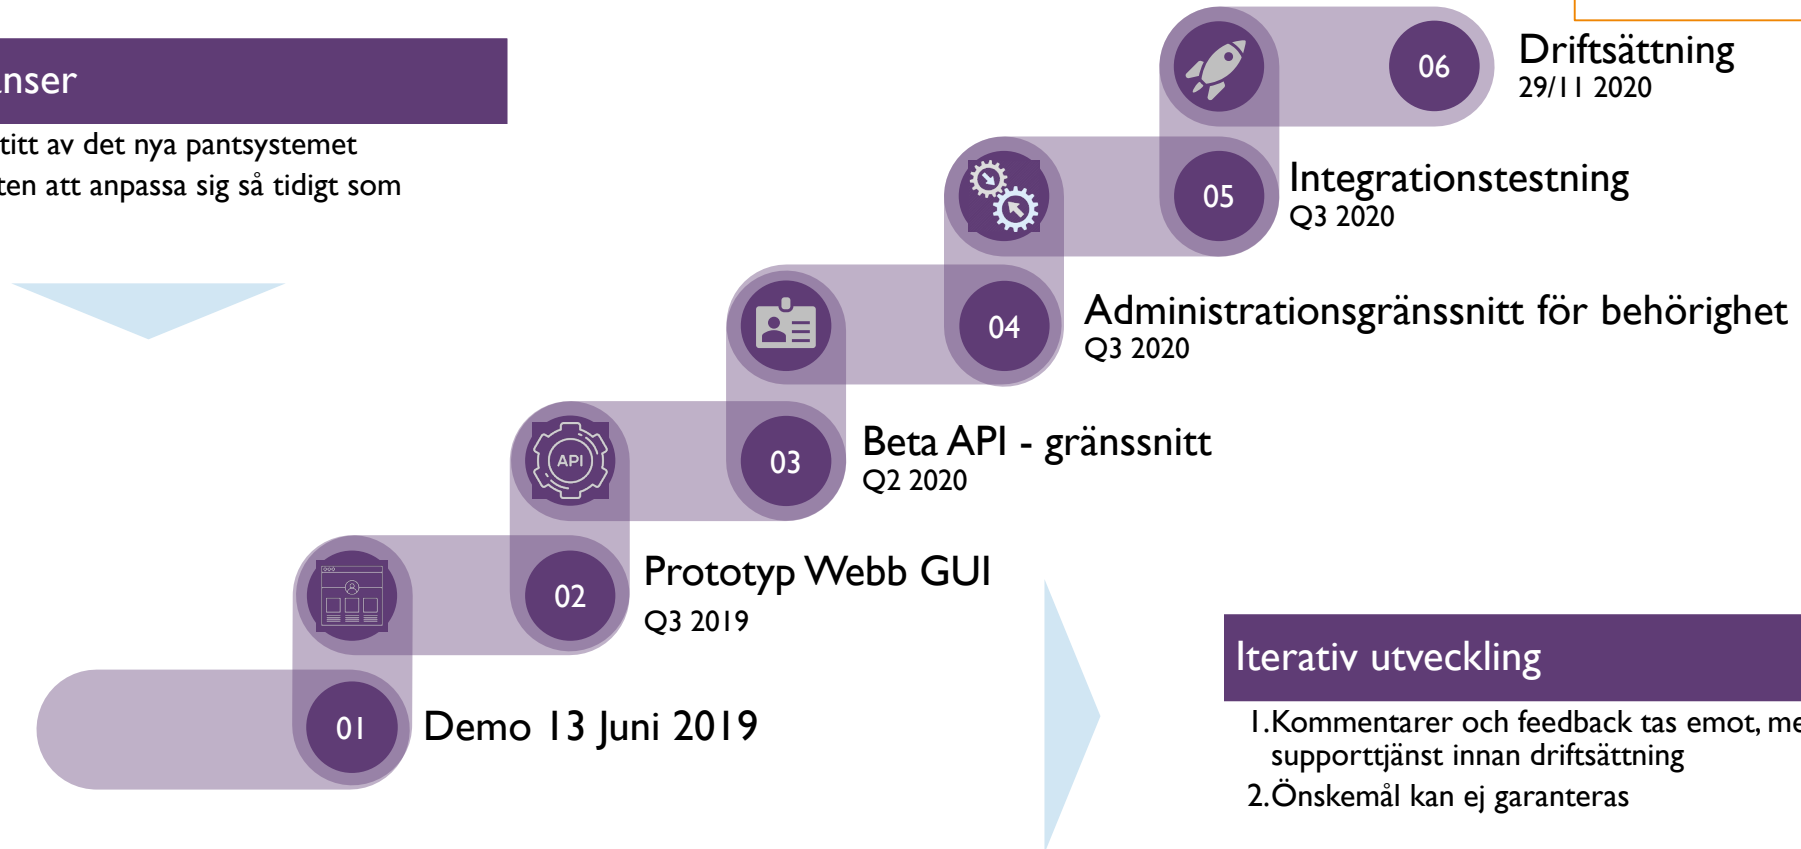 06
Driftsättning
29/11 2020
titt av det nya pantsystemet
att anpassa sig så tidigt som
05
Integrationstestning
Q3 2020
04
Administrationsgränssnitt för behörighet
Q3 2020
API
03
Beta API - gränssnitt
Q2 2020
02
Prototyp Webb GUI
Q3 2019
01
Demo 13 Juni 2019
Iterativ utveckling
1.Kommentarer och feedback tas emot,
supporttjänst innan driftsättning
2.Önskemål kan ej garanteras